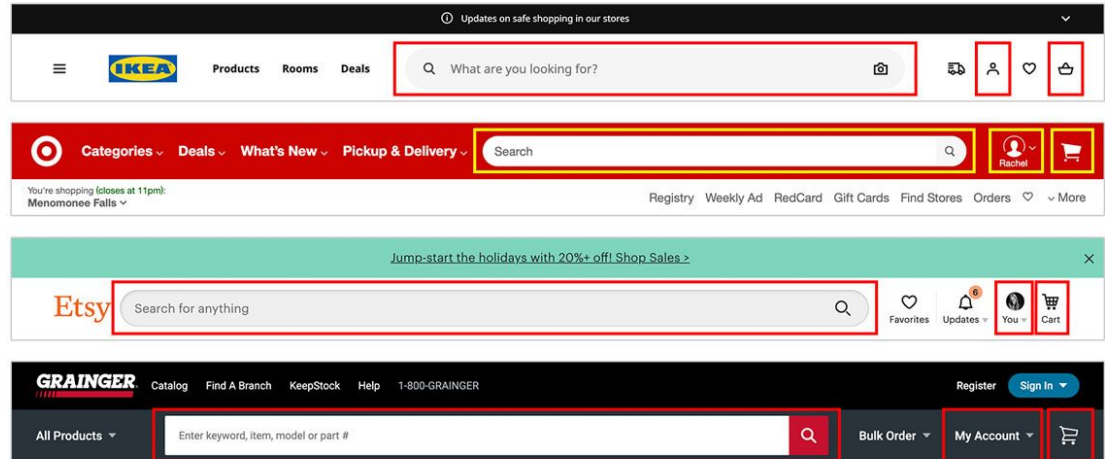 Updates on safe shopping in our stores
IKEA Products Rooms Deals What are you looking for?
Categories Deals What's New Pickup & Delivery Search Rachel
You're shopping (closes at 11pm):
Menomonee Falls Registry Weekly Ad RedCard Gift Cards Find Stores Orders More
Jump-start the holidays with 20%+ off! Shop Sales >
Etsy Search for anything Favorites 6 Updates You Cart
GRAINGER. Catalog Find A Branch KeepStock Help 1-800-GRAINGER Register Sign In
All Products Enter keyword, item, model or part # Bulk Order My Account